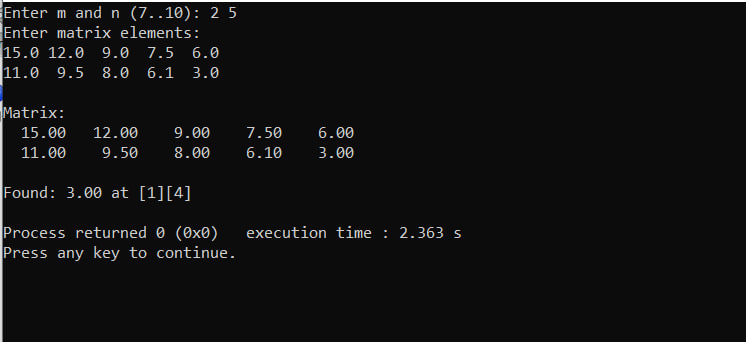 Enter m and n (7..10): 2 5
Enter matrix elements:
15.0 12.0  9.0  7.5  6.0
11.0  9.5  8.0  6.1  3.0
Matrix:
  15.00   12.00    9.00    7.50    6.00
  11.00    9.50    8.00    6.10    3.00
Found: 3.00 at [1][4]
Process returned 0 (0x0)   execution time : 2.363 s
Press any key to continue.